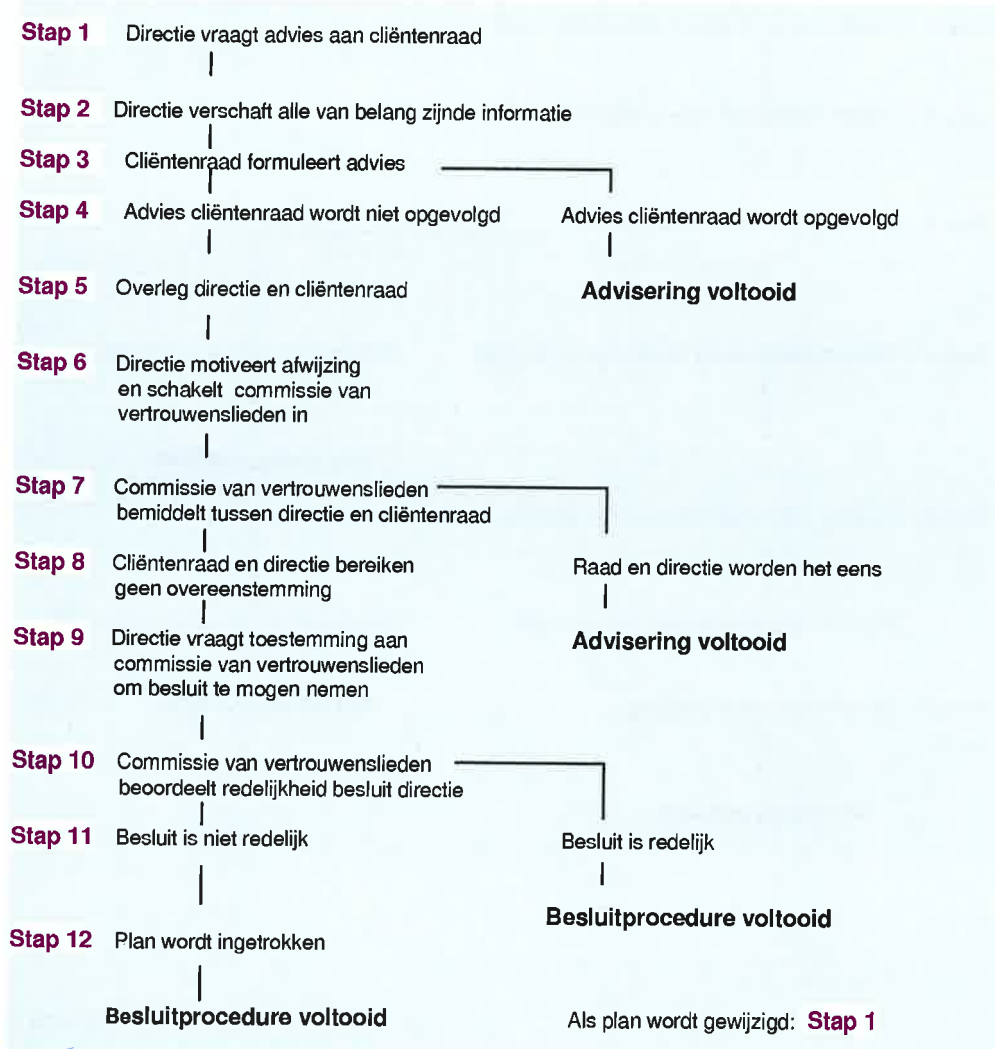 Stap 1 Directie vraagt advies aan cliëntenraad
Stap 2 Directie verschaft alle van belang zijnde informatie
Stap 3 Cliëntenraad formuleert advies
Stap 4 Advies cliëntenraad wordt niet opgevolgd Advies cliëntenraad wordt opgevolgd
Stap 5 Overleg directie en cliëntenraad Advisering voltooid
Stap 6 Directie motiveert afwijzing
en schakelt commissie van
vertrouwenslieden in
Stap 7 Commissie van vertrouwenslieden
bemiddelt tussen directie en cliëntenraad
Stap 8 Cliëntenraad en directie bereiken Raad en directie worden het eens
geen overeenstemming
Stap 9 Directie vraagt toestemming aan Advisering voltooid
commissie van vertrouwenslieden
om besluit te mogen nemen
Stap 10 Commissie van vertrouwenslieden
beoordeelt redelijkheid besluit directie
Stap 11 Besluit is niet redelijk Besluit is redelijk
Besluitprocedure voltooid
Stap 12 Plan wordt ingetrokken
Besluitprocedure voltooid Als plan wordt gewijzigd: Stap 1